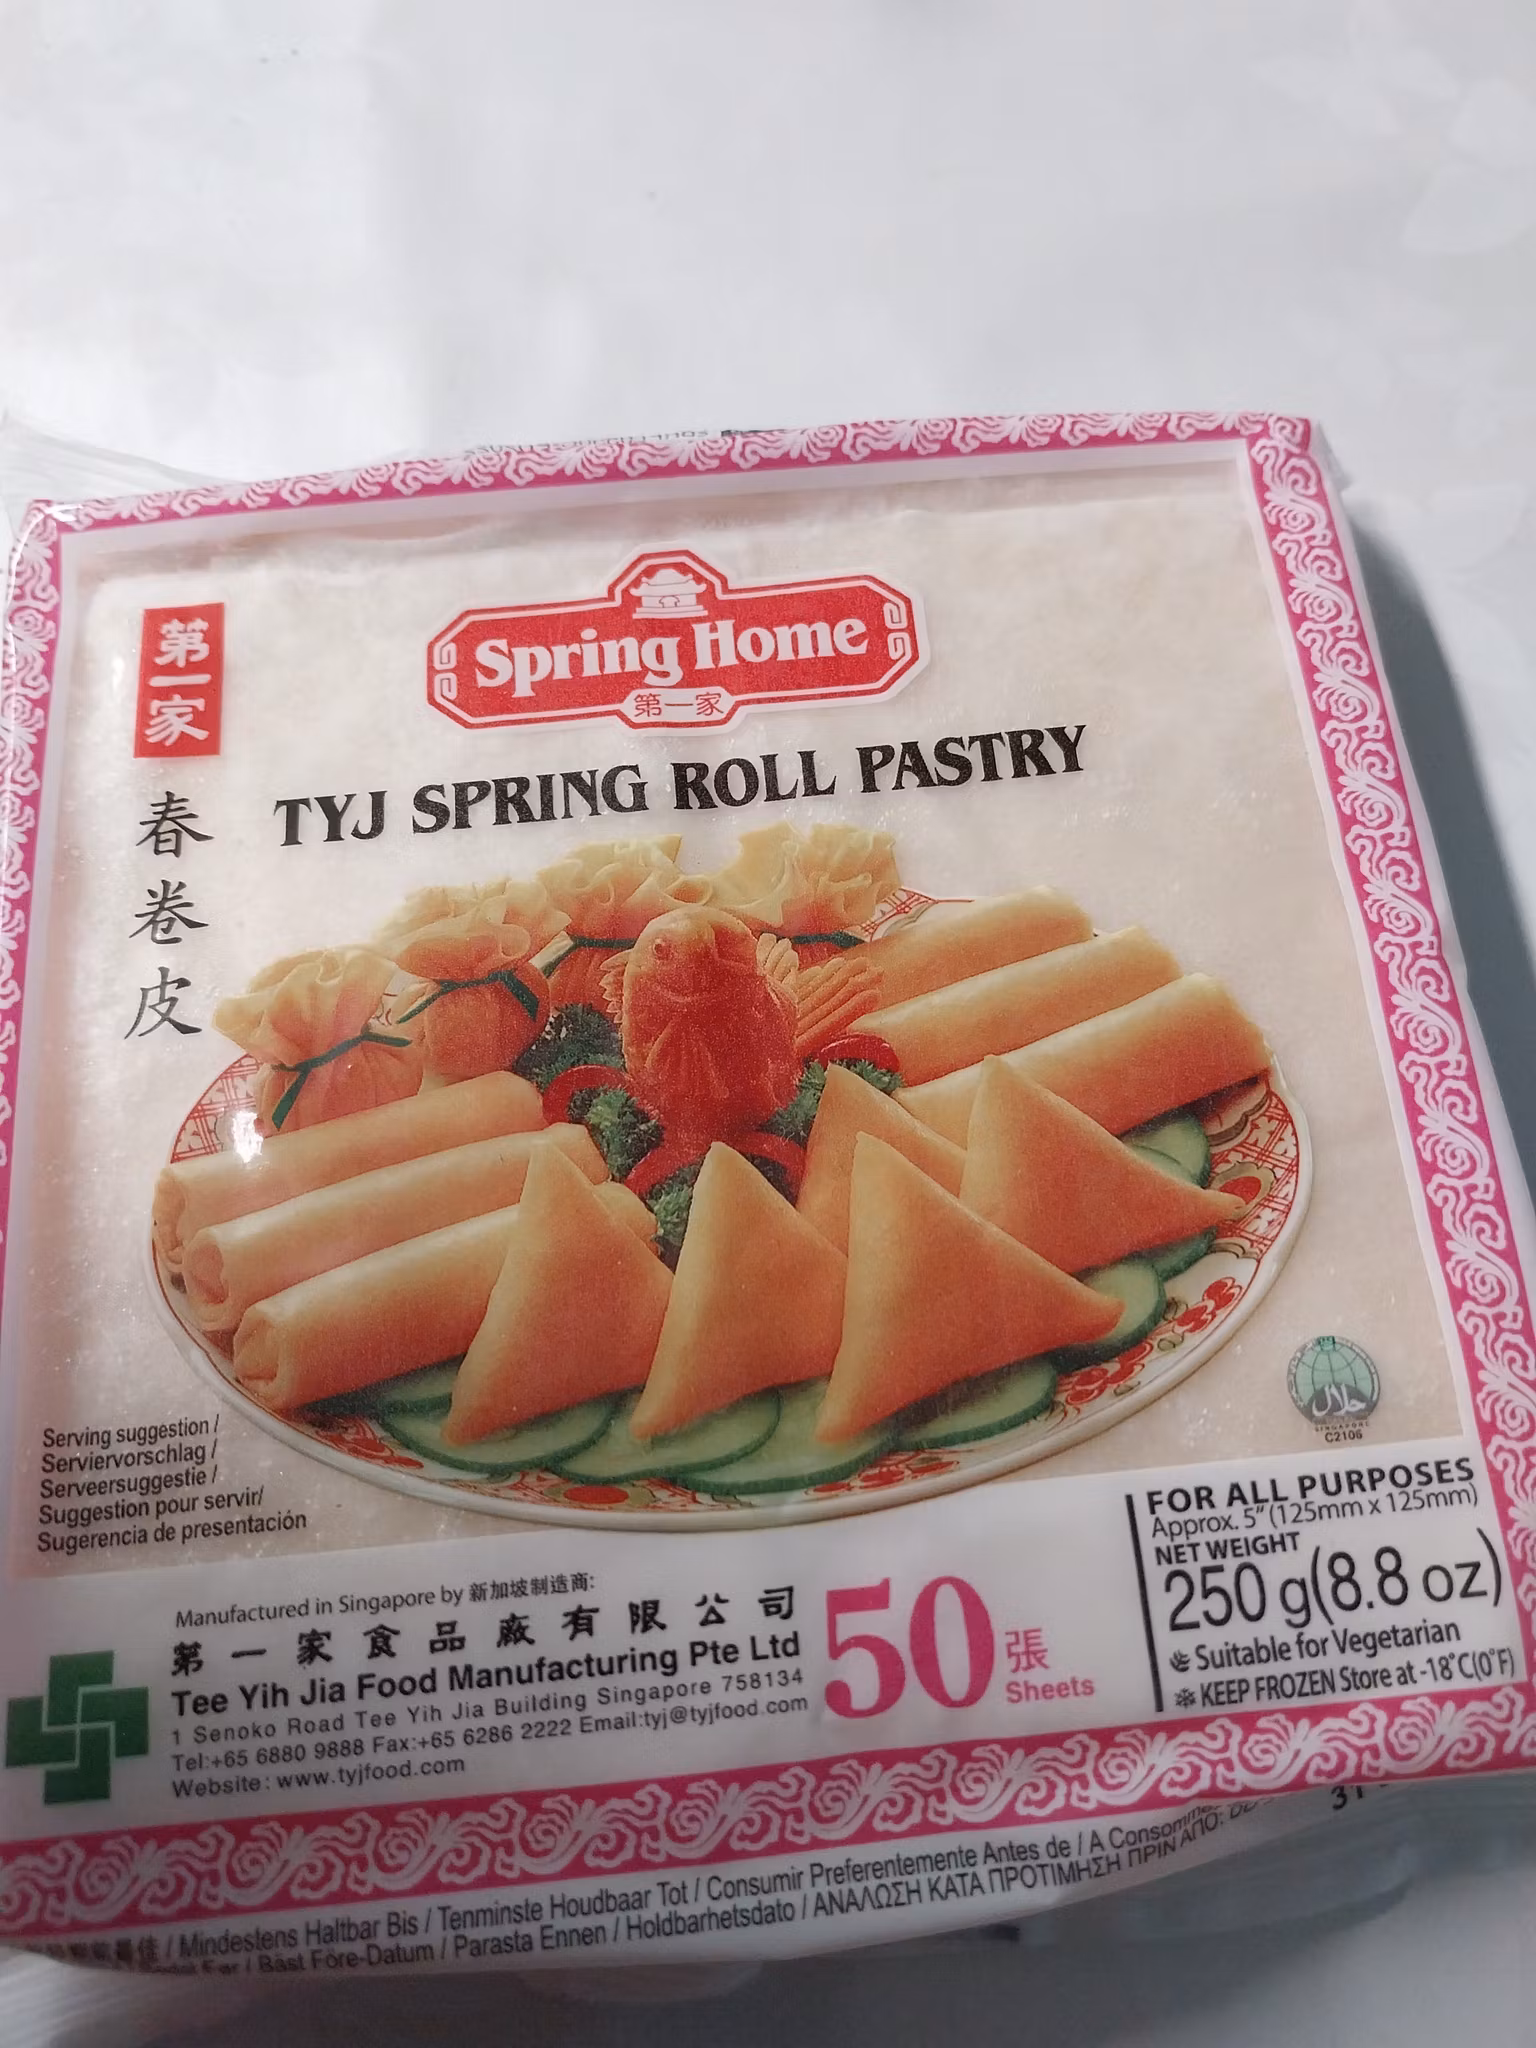 Spring Home
第一家
第一家
春卷皮
TYJ SPRING ROLL PASTRY
Serving suggestion /
Serviervorschlag /
Serveersuggestie /
Suggestion pour servir/
Sugerencia de presentación
SINGAPORE
C2106
FOR ALL PURPOSES
Approx. 5" (125mm x 125mm)
NET WEIGHT
250 g(8.8 oz)
Suitable for Vegetarian
KEEP FROZEN Store at -18°C(0°F)
50 張
Sheets
Manufactured in Singapore by 新加坡制造商:
第一家食品廠有限公司
Tee Yih Jia Food Manufacturing Pte Ltd
1 Senoko Road Tee Yih Jia Building Singapore 758134
Tel:+65 6880 9888 Fax:+65 6286 2222 Email:tyj@tyjfood.com
Website: www.tyjfood.com
/ Mindestens Haltbar Bis / Tenminste Houdbaar Tot / Consumir Preferentemente Antes de / A Consommer
/ Bäst Före-Datum / Parasta Ennen / Holdbarhetsdato / ΑΝΑΛΩΣΗ ΚΑΤΑ ΠΡΟΤΙΜΗΣΗ ΠΡΙΝ ΑΠΟ:
31